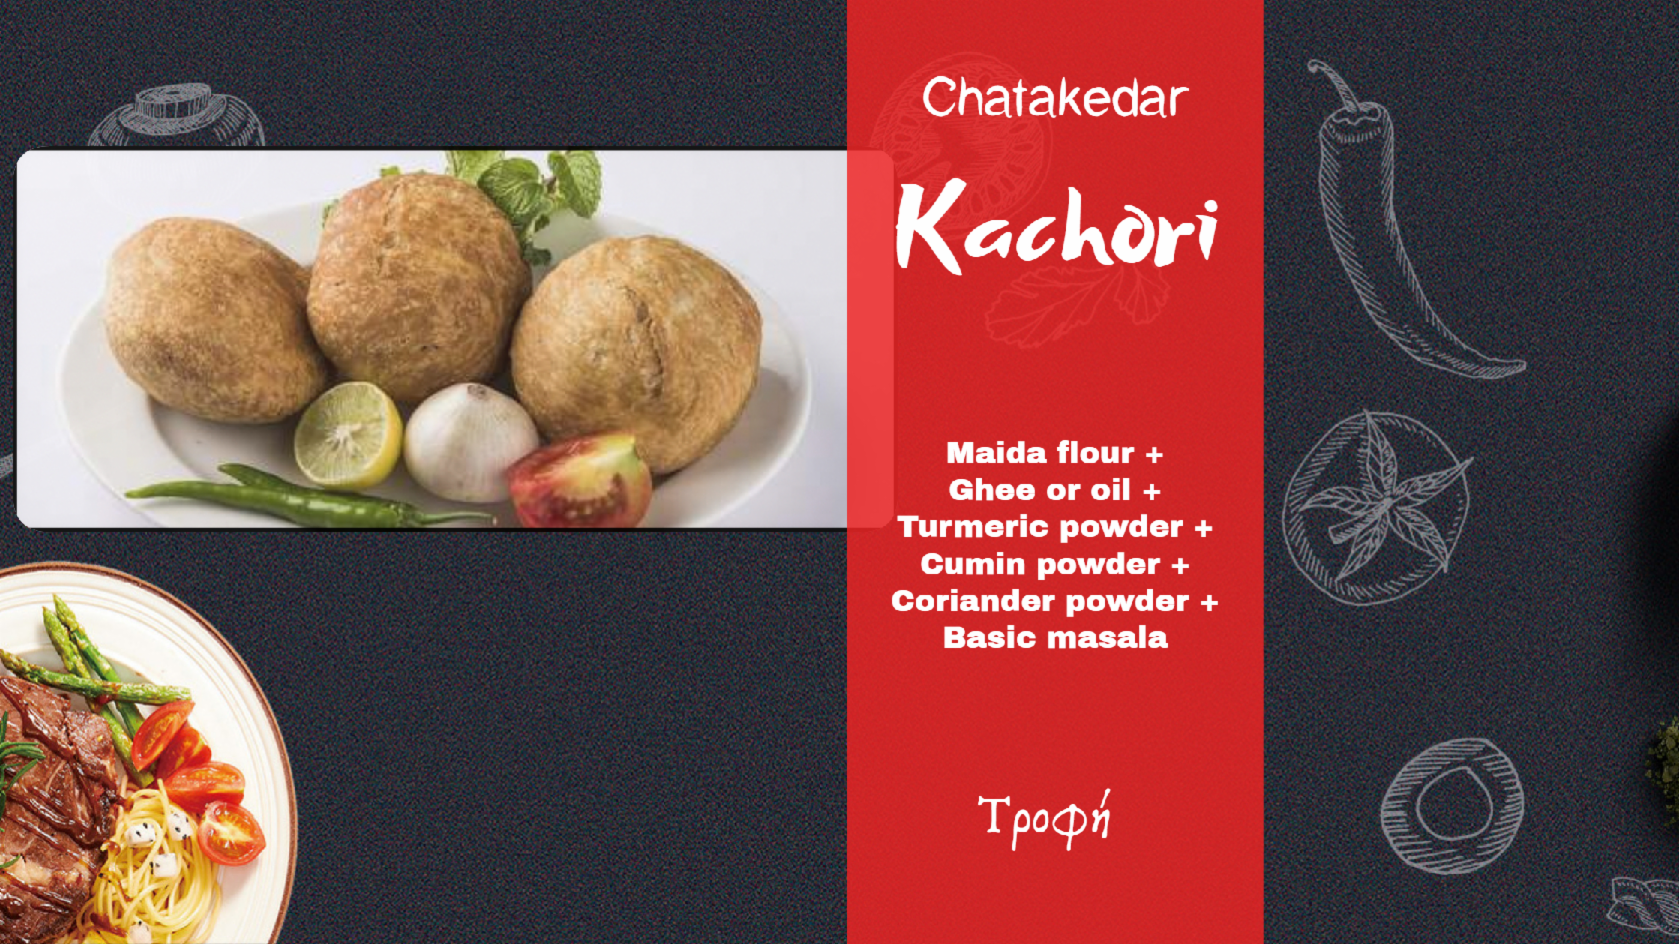 Chatakedar
Kachori
Maida flour +
Ghee or oil +
Turmeric powder +
Cumin powder +
Coriander powder +
Basic masala
Τροφή